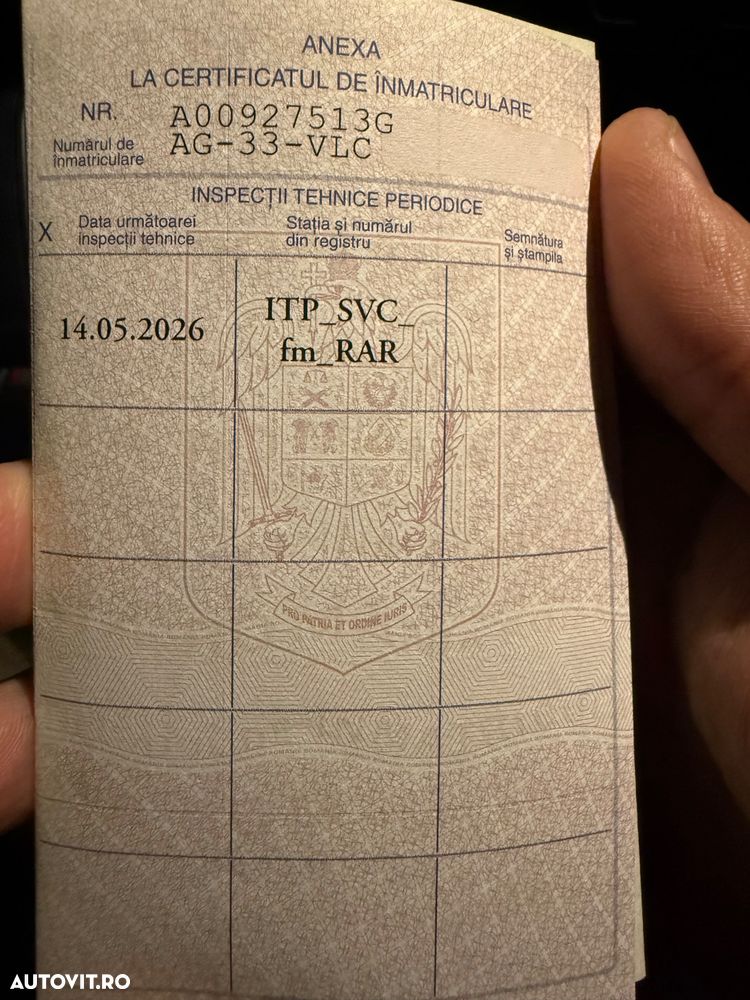 ANEXA
LA CERTIFICATUL DE ÎNMATRICULARE
NR. A00927513G
Numărul de
înmatriculare AG-33-VLC
INSPECȚII TEHNICE PERIODICE
X
Data următoarei
inspecții tehnice
Stația și numărul
din registru
Semnătura
și ștampila
14.05.2026
ITP_SVC_
fm_RAR
PRO PATRIA ET ORDINE IURIS
AUTOVIT.RO